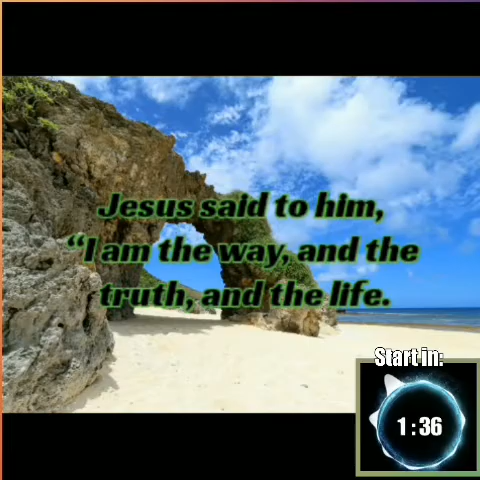 Jesus said to him,
“I am the way, and the
truth, and the life.
Start in:
1 : 36